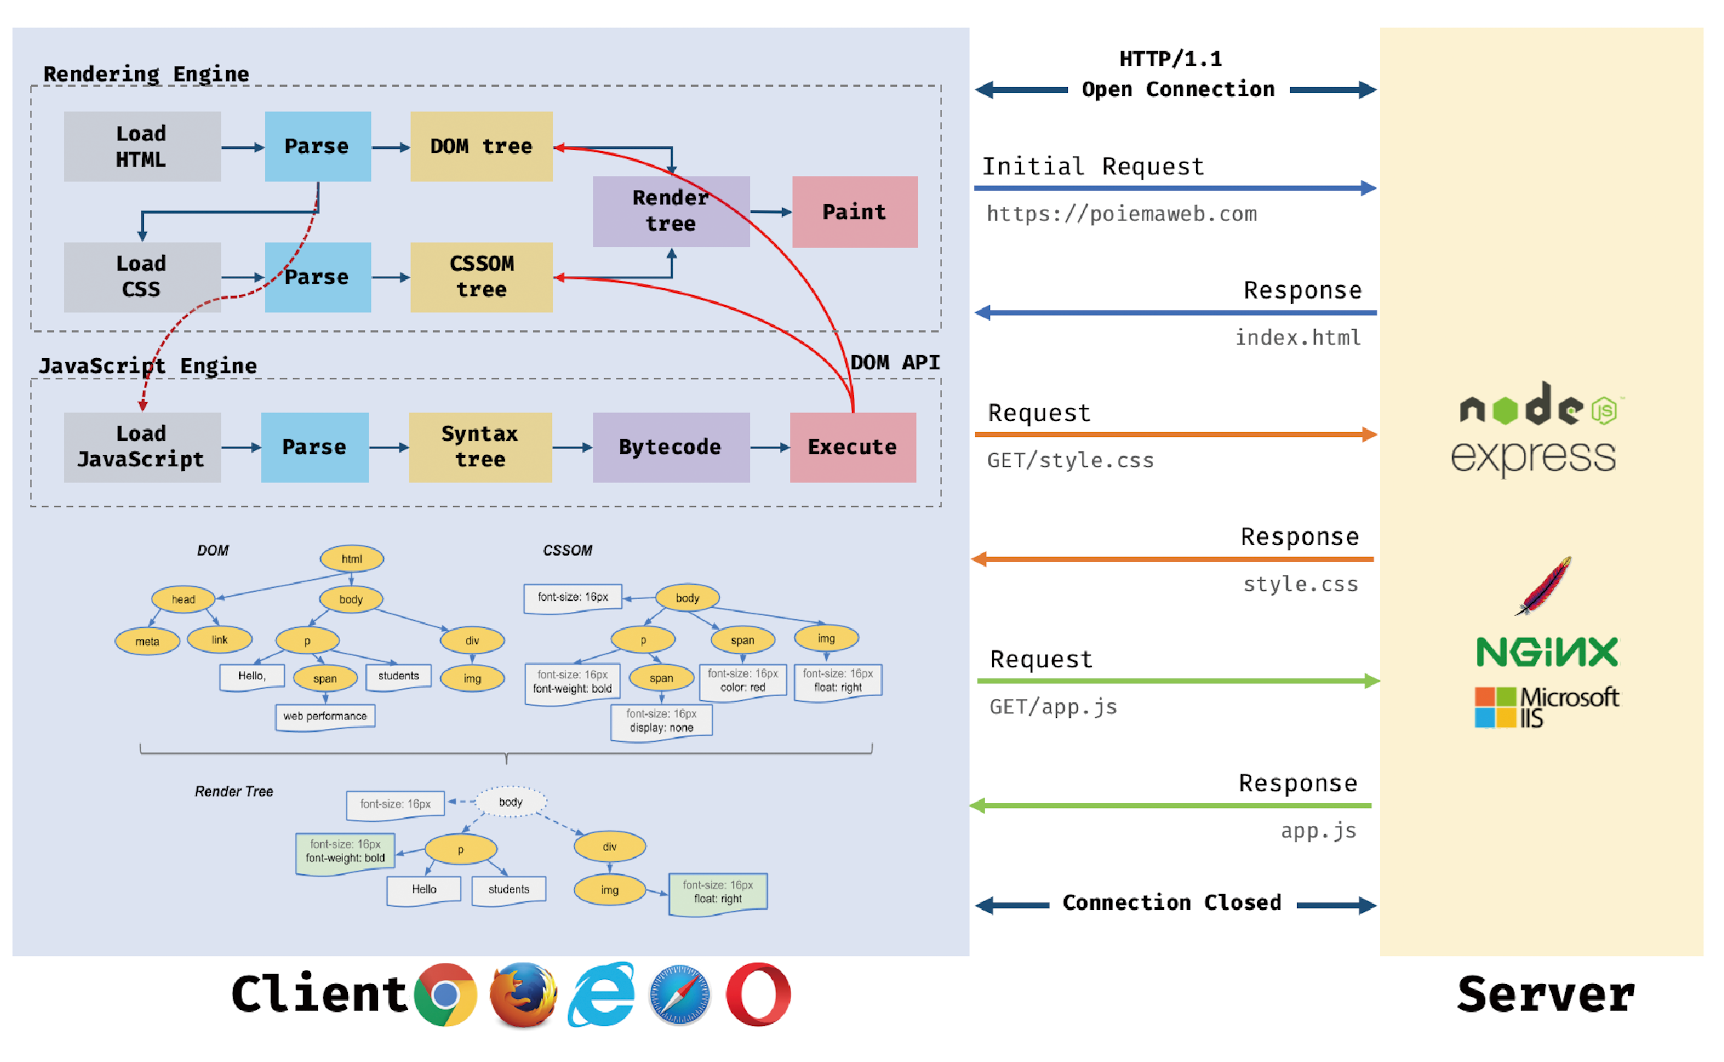 Rendering Engine
Load
HTML
Parse
DOM tree
Render
tree
Paint
Load
CSS
Parse
CSSOM
tree
JavaScript Engine
DOM API
Load
JavaScript
Parse
Syntax
tree
Bytecode
Execute
DOM
html
head
body
meta
link
p
div
Hello,
span
students
img
web performance
CSSOM
font-size: 16px
body
p
span
img
font-size: 16px
font-weight: bold
span
font-size: 16px
color: red
font-size: 16px
float: right
font-size: 16px
display: none
Render Tree
font-size: 16px
body
font-size: 16px
font-weight: bold
p
div
Hello
students
img
font-size: 16px
float: right
Client
HTTP/1.1
Open Connection
Initial Request
https://poiemaweb.com
Response
index.html
Request
GET/style.css
Response
style.css
Request
GET/app.js
Response
app.js
Connection Closed
node JS ™
express
NGiNX
Microsoft
IIS
Server